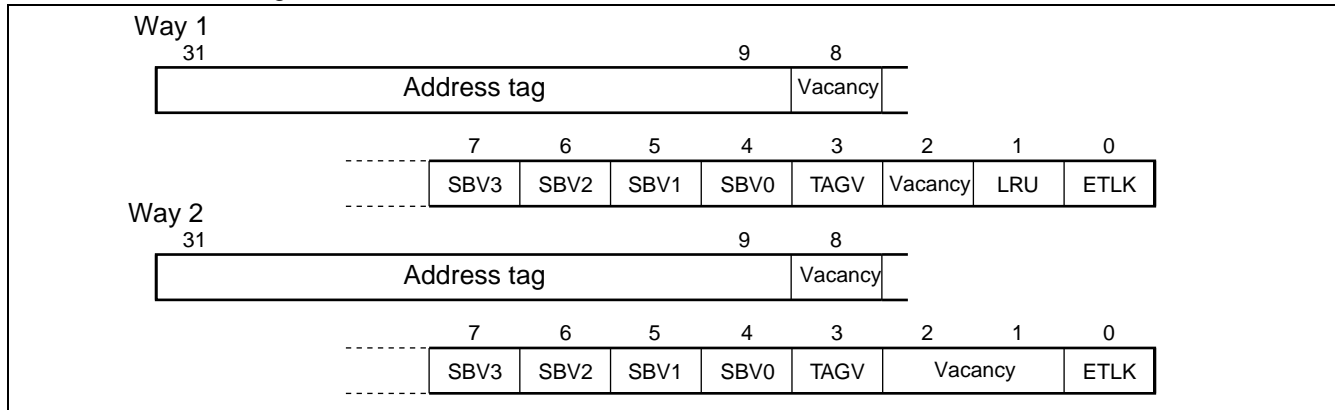 Way 1
31 9 8
Address tag Vacancy
7 6 5 4 3 2 1 0
SBV3 SBV2 SBV1 SBV0 TAGV Vacancy LRU ETLK
Way 2
31 9 8
Address tag Vacancy
7 6 5 4 3 2 1 0
SBV3 SBV2 SBV1 SBV0 TAGV Vacancy ETLK